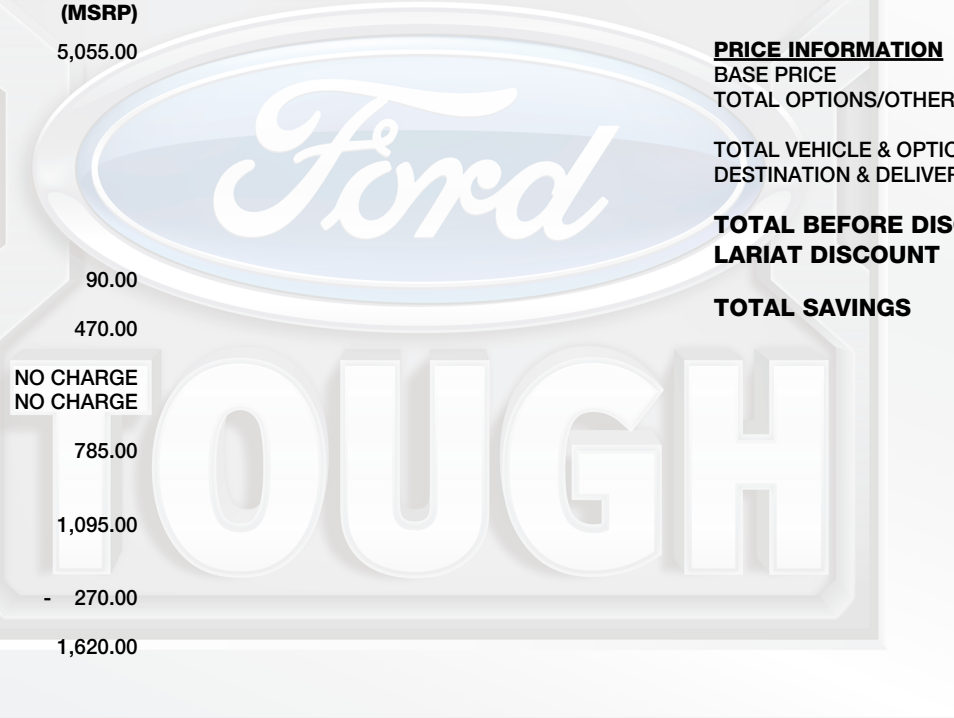 (MSRP)
5,055.00
90.00
470.00
NO CHARGE
NO CHARGE
785.00
1,095.00
- 270.00
1,620.00
PRICE INFORMATION
BASE PRICE
TOTAL OPTIONS/OTHER
TOTAL VEHICLE & OPTIO
DESTINATION & DELIVER
TOTAL BEFORE DISC
LARIAT DISCOUNT
TOTAL SAVINGS
Ford
TOUGH